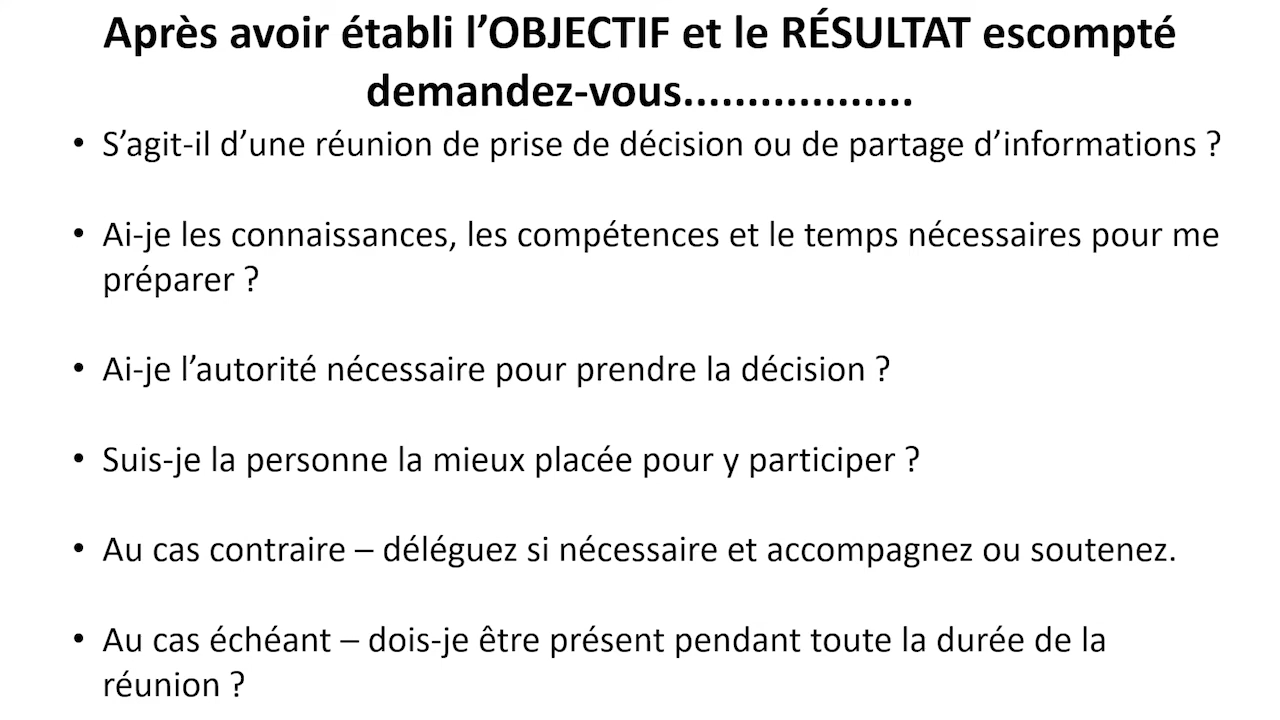 Après avoir établi l’OBJECTIF et le RÉSULTAT escompté
demandez-vous..................
• S’agit-il d’une réunion de prise de décision ou de partage d’informations ?
• Ai-je les connaissances, les compétences et le temps nécessaires pour me
préparer ?
• Ai-je l’autorité nécessaire pour prendre la décision ?
• Suis-je la personne la mieux placée pour y participer ?
• Au cas contraire – déléguez si nécessaire et accompagnez ou soutenez.
• Au cas échéant – dois-je être présent pendant toute la durée de la
réunion ?